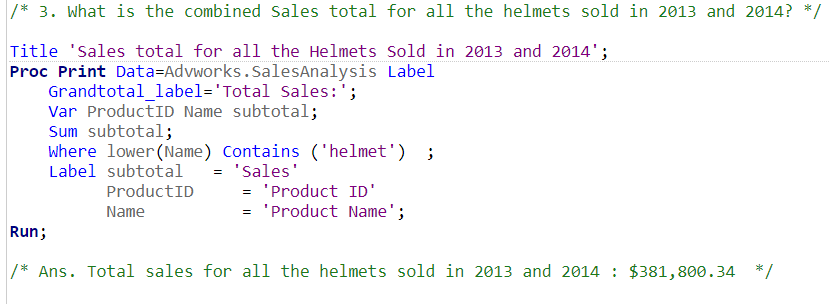 /* 3. What is the combined Sales total for all the helmets sold in 2013 and 2014? */
Title 'Sales total for all the Helmets Sold in 2013 and 2014';
Proc Print Data=Advworks.SalesAnalysis Label
Grandtotal_label='Total Sales:';
Var ProductID Name subtotal;
Sum subtotal;
Where lower(Name) Contains ('helmet')  ;
Label subtotal   = 'Sales'
ProductID     = 'Product ID'
Name          = 'Product Name';
Run;
/* Ans. Total sales for all the helmets sold in 2013 and 2014 : $381,800.34  */